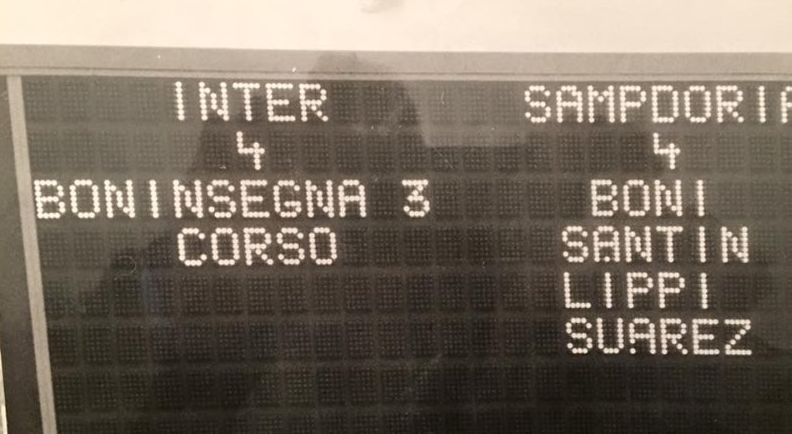 INTER
4
BONINSEGNA 3
CORSO
SAMPDORIA
4
BONI
SANTIN
LIPPI
SUAREZ